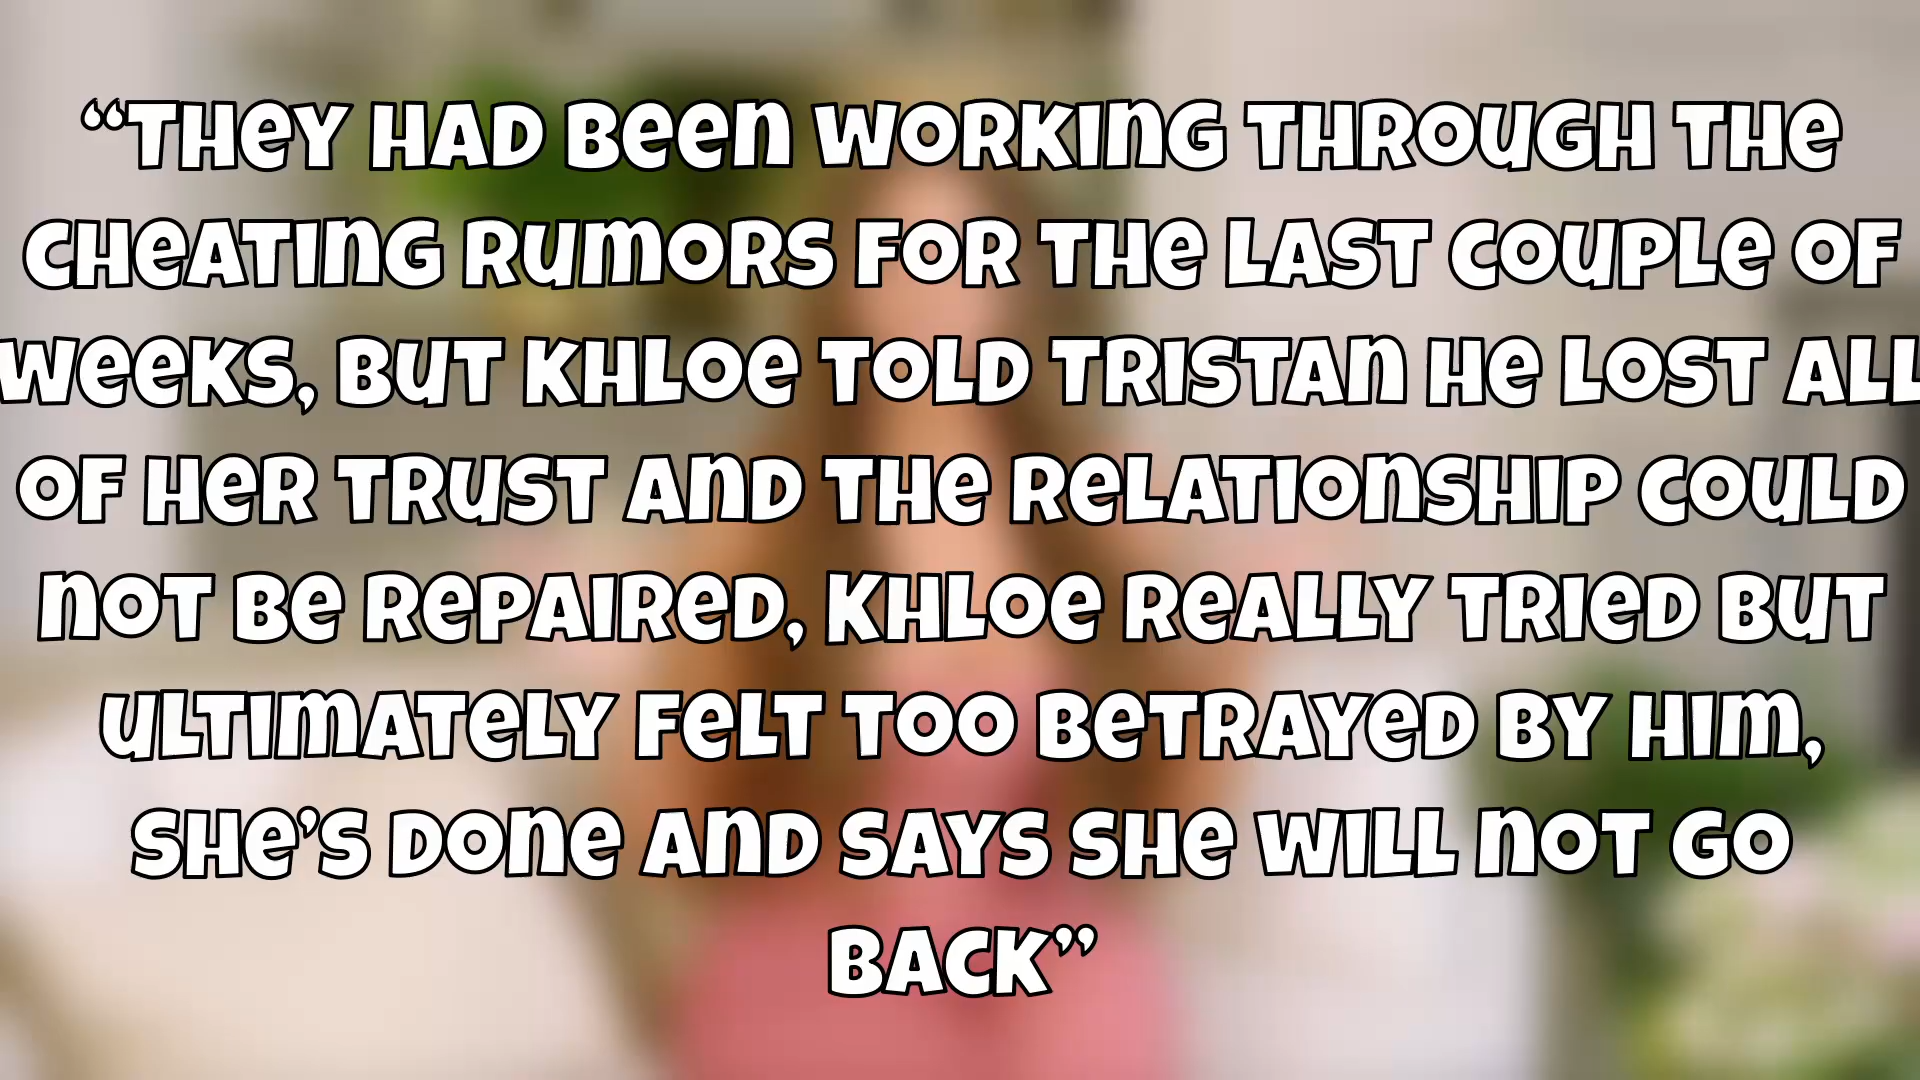 “They had been working through the
cheating rumors for the last couple of
weeks, but Khloe told Tristan he lost all
of her trust and the relationship could
not be repaired, Khloe really tried but
ultimately felt too betrayed by him,
she’s done and says she will not go
back”